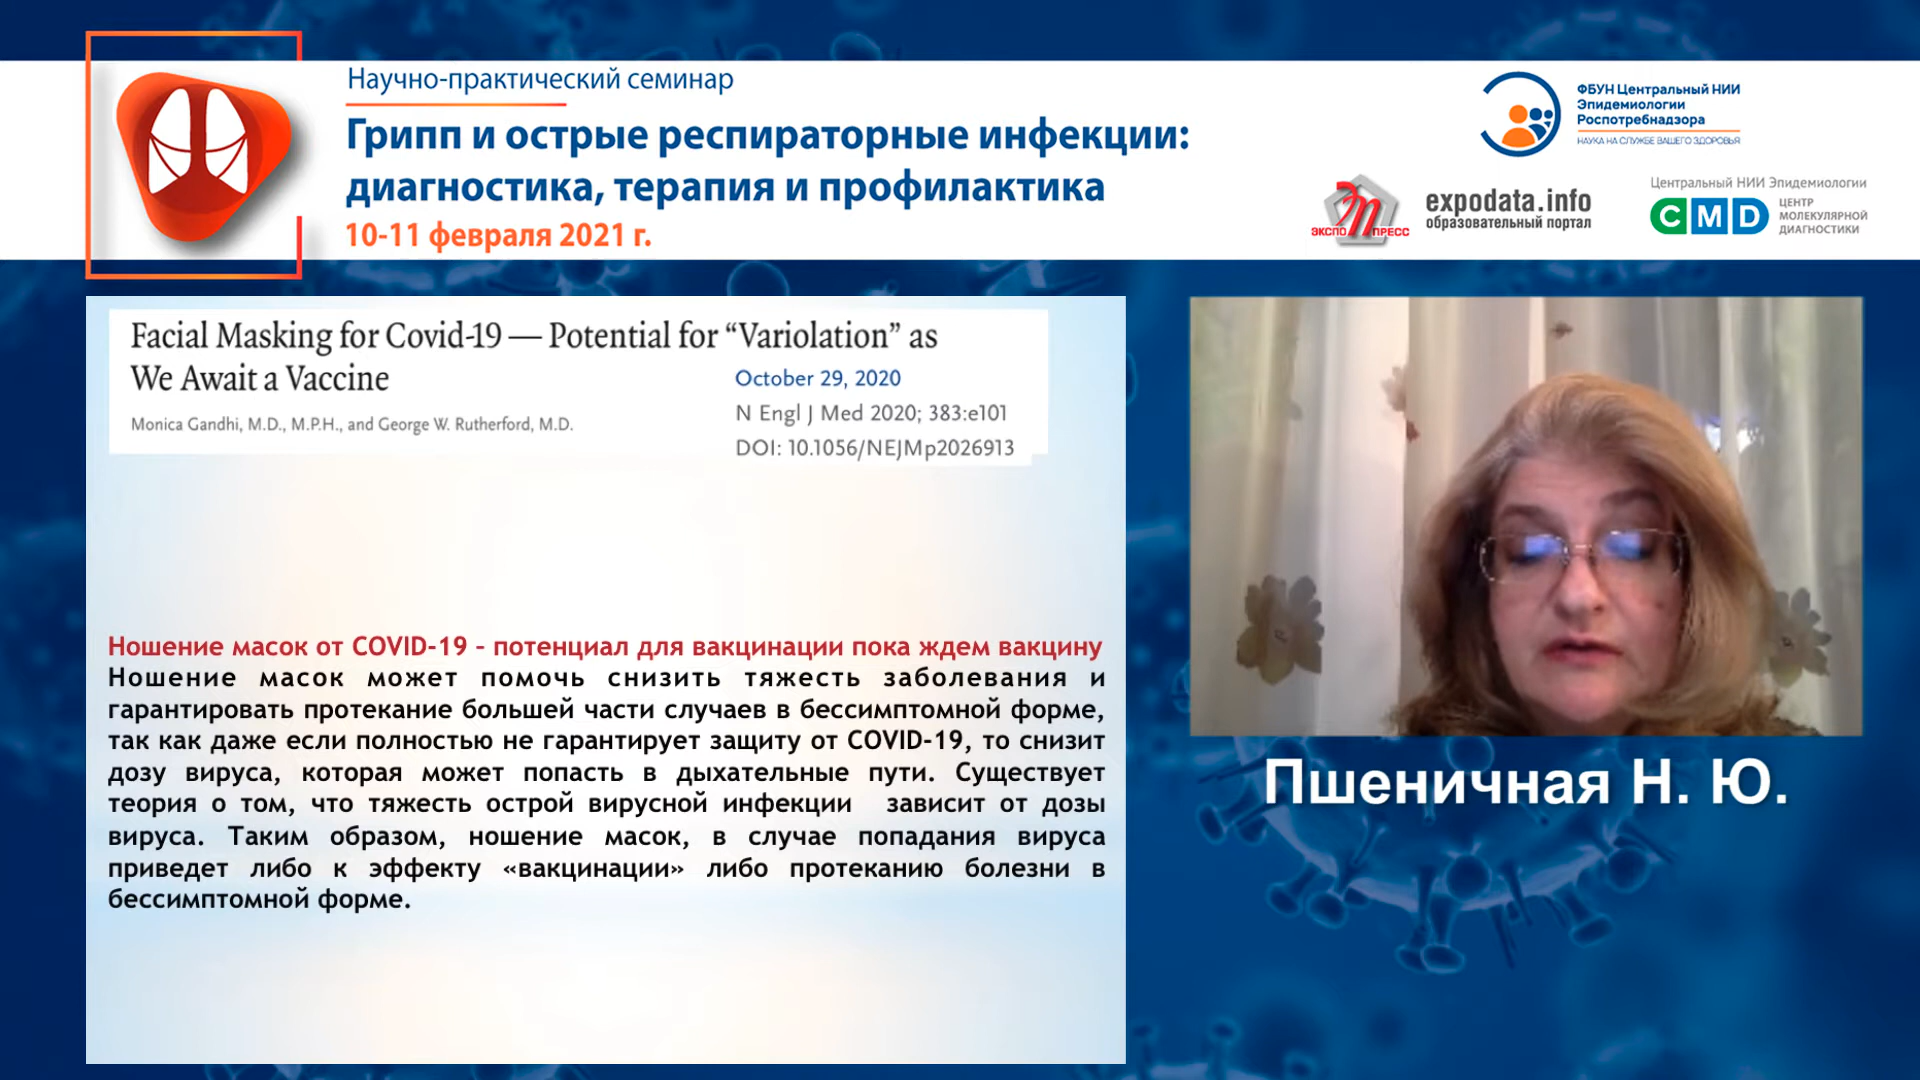 Научно-практический семинар
Грипп и острые респираторные инфекции:
диагностика, терапия и профилактика
10-11 февраля 2021 г.
ФБУН Центральный НИИ
Эпидемиологии
Роспотребнадзора
НАУКА НА СЛУЖБЕ ВАШЕГО ЗДОРОВЬЯ
ЭКСПО ПРЕСС
expodata.info
образовательный портал
Центральный НИИ Эпидемиологии
CMD
ЦЕНТР
МОЛЕКУЛЯРНОЙ
ДИАГНОСТИКИ
Facial Masking for Covid-19 — Potential for “Variolation” as
We Await a Vaccine
October 29, 2020
Monica Gandhi, M.D., M.P.H., and George W. Rutherford, M.D.
N Engl J Med 2020; 383:e101
DOI: 10.1056/NEJMp2026913
Ношение масок от COVID-19 – потенциал для вакцинации пока ждем вакцину
Ношение масок может помочь снизить тяжесть заболевания и
гарантировать протекание большей части случаев в бессимптомной форме,
так как даже если полностью не гарантирует защиту от COVID-19, то снизит
дозу вируса, которая может попасть в дыхательные пути. Существует
теория о том, что тяжесть острой вирусной инфекции зависит от дозы
вируса. Таким образом, ношение масок, в случае попадания вируса
приведет либо к эффекту «вакцинации» либо протеканию болезни в
бессимптомной форме.
Пшеничная Н. Ю.